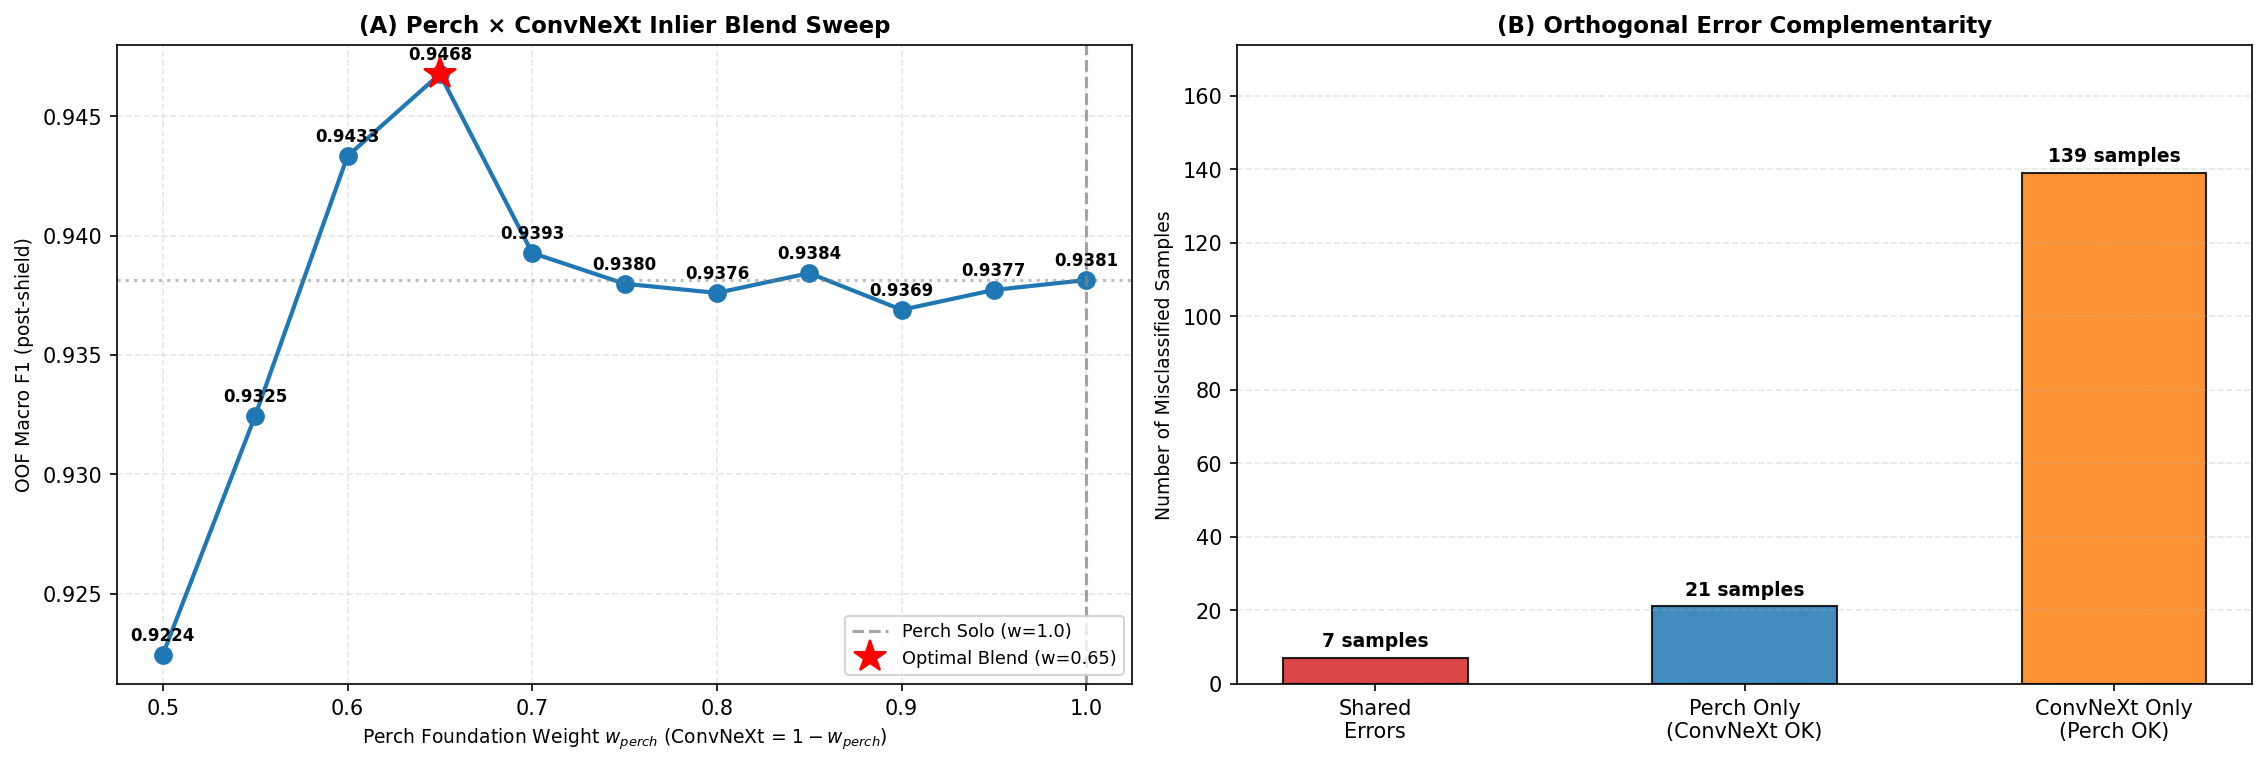 (A) Perch × ConvNeXt Inlier Blend Sweep
OOF Macro F1 (post-shield)
0.945
0.940
0.935
0.930
0.925
0.9224
0.9325
0.9433
0.9468
0.9393
0.9380
0.9376
0.9384
0.9369
0.9377
0.9381
Perch Solo (w=1.0)
Optimal Blend (w=0.65)
0.5 0.6 0.7 0.8 0.9 1.0
Perch Foundation Weight w_perch (ConvNeXt = 1 − w_perch)
(B) Orthogonal Error Complementarity
Number of Misclassified Samples
160
140
120
100
80
60
40
20
0
7 samples
21 samples
139 samples
Shared
Errors
Perch Only
(ConvNeXt OK)
ConvNeXt Only
(Perch OK)